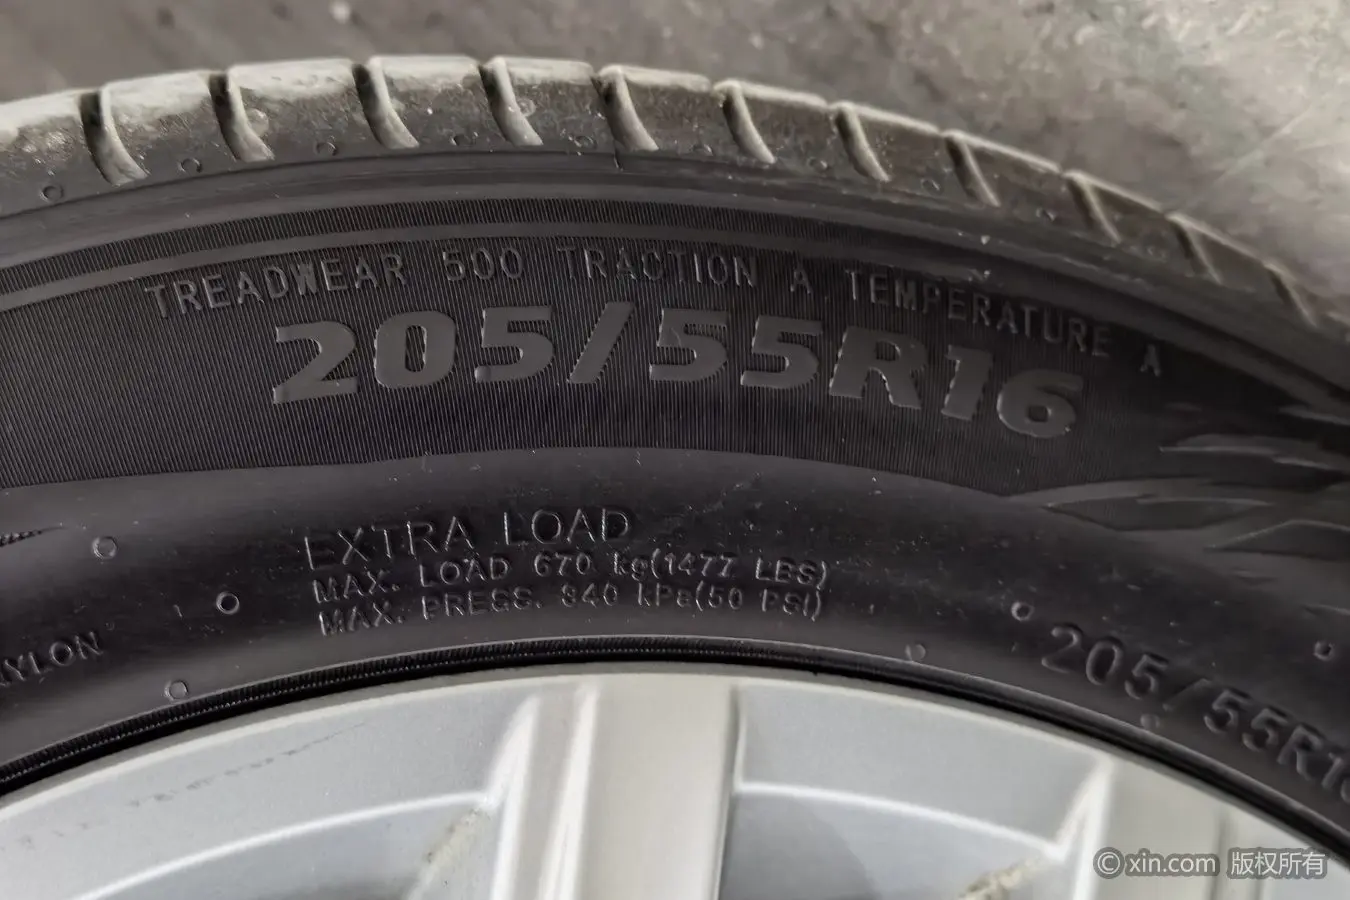 TREADWEAR 500 TRACTION A TEMPERATURE A
205/55R16
EXTRA LOAD
MAX. LOAD 670 kg(1477 LBS)
MAX. PRESS. 340 kPa(50 PSI)
NYLON
205/55R16
© xin.com 版权所有